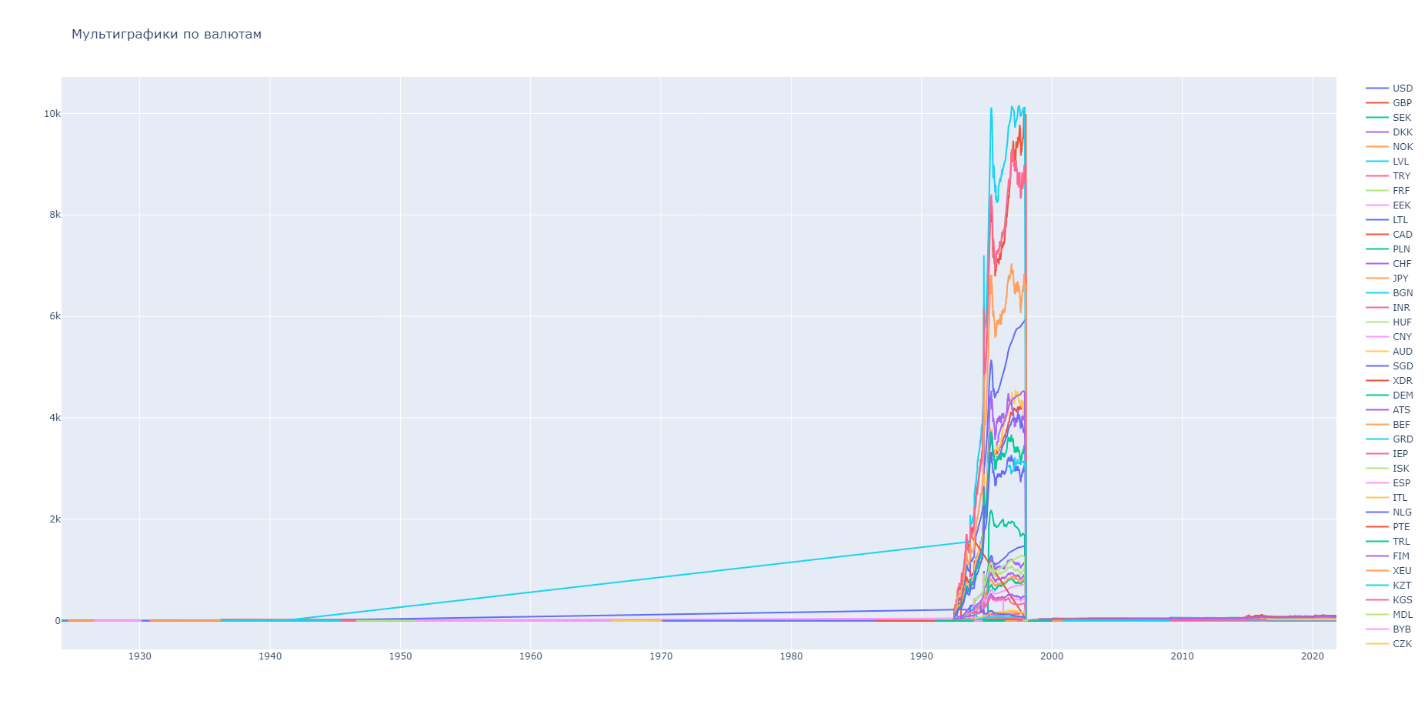 Мультиграфики по валютам
10k
8k
6k
4k
2k
0
1930
1940
1950
1960
1970
1980
1990
2000
2010
2020
USD
GBP
SEK
DKK
NOK
LVL
TRY
FRF
EEK
LTL
CAD
PLN
CHF
JPY
BGN
INR
HUF
CNY
AUD
SGD
XDR
DEM
ATS
BEF
GRD
IEP
ISK
ESP
ITL
NLG
PTE
TRL
FIM
XEU
KZT
KGS
MDL
BYB
CZK